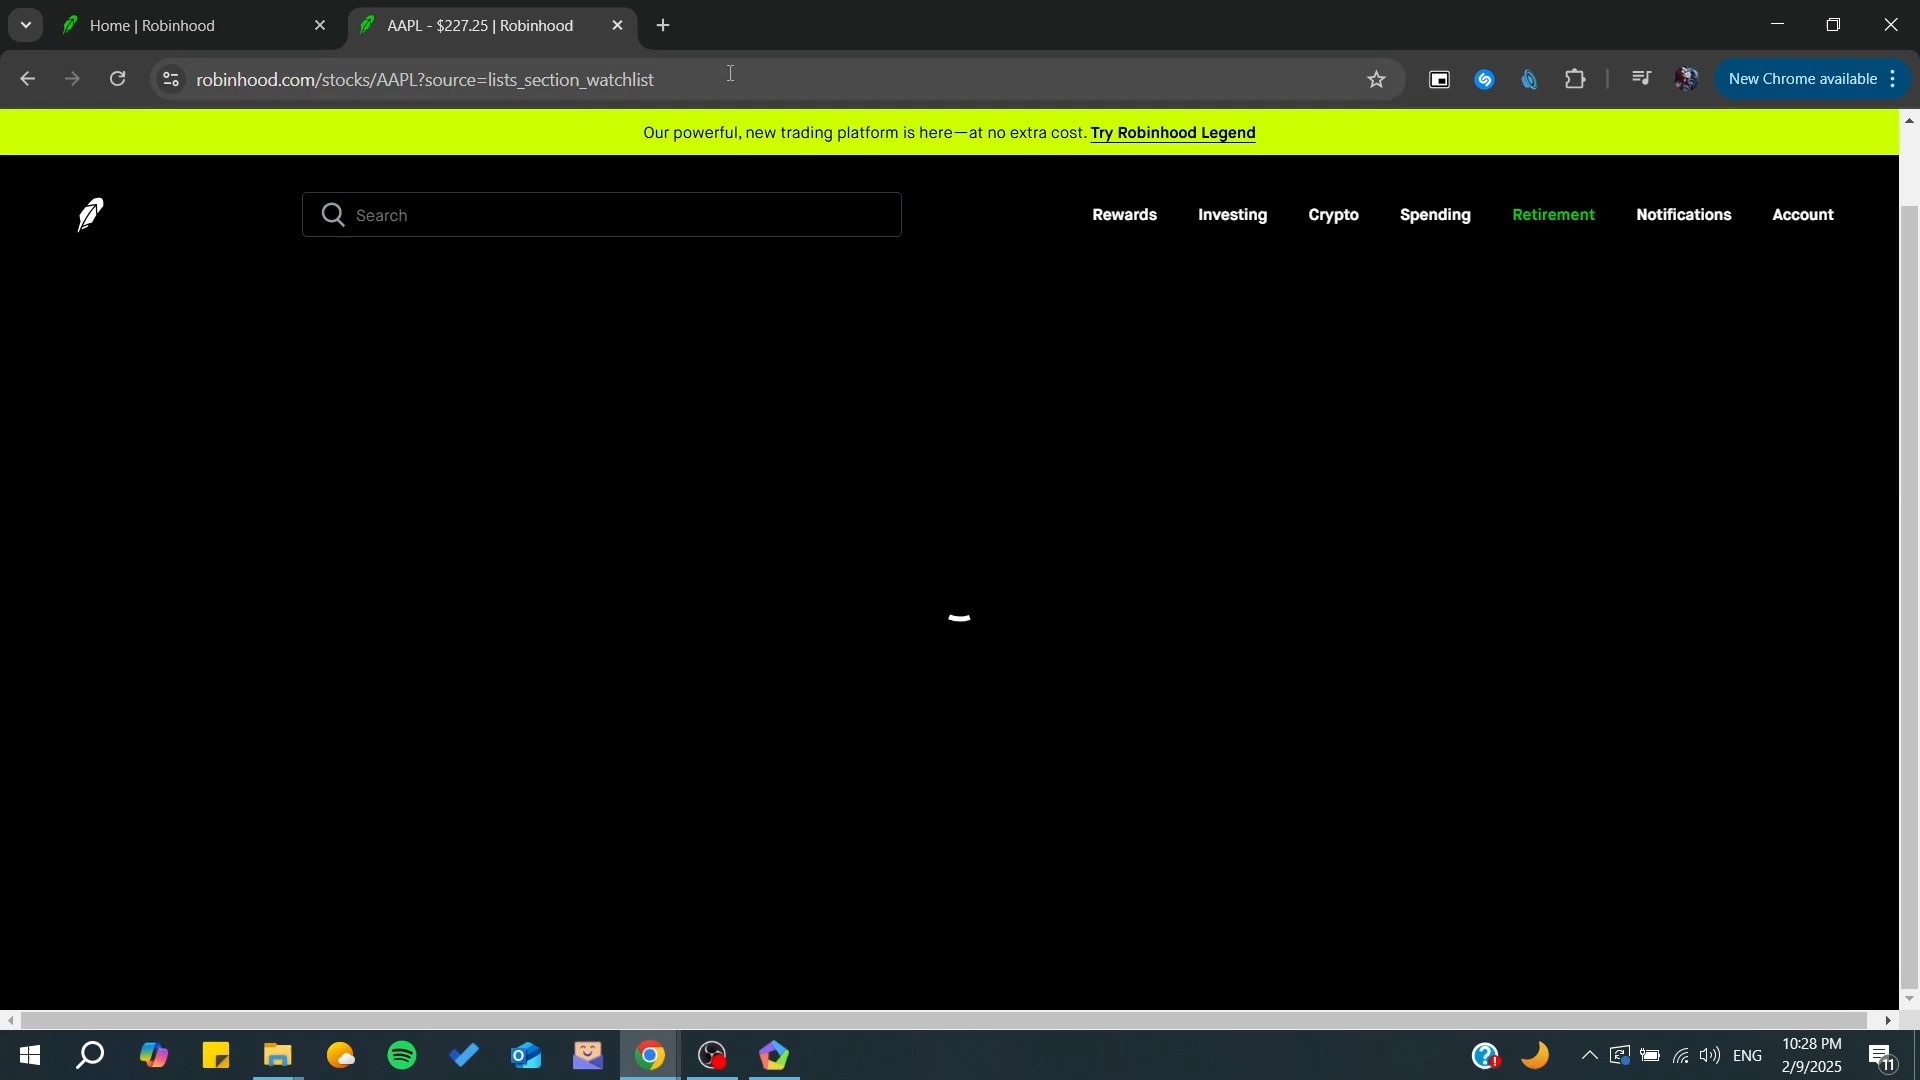 Home | Robinhood
AAPL - $227.25 | Robinhood
robinhood.com/stocks/AAPL?source=lists_section_watchlist
New Chrome available
Our powerful, new trading platform is here—at no extra cost. Try Robinhood Legend
Search
Rewards
Investing
Crypto
Spending
Retirement
Notifications
Account
ENG
10:28 PM
2/9/2025
11